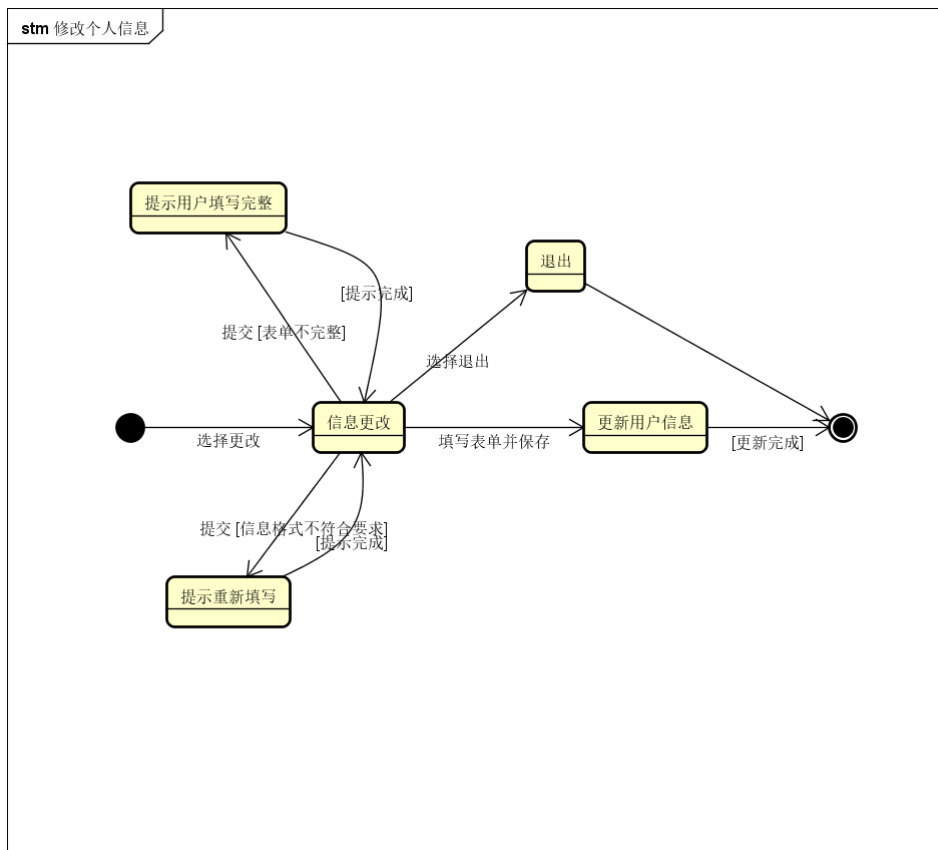 stm 修改个人信息
提示用户填写完整
退出
[提示完成]
提交 [表单不完整]
选择退出
信息更改
更新用户信息
选择更改
填写表单并保存
[更新完成]
提交 [信息格式不符合要求]
[提示完成]
提示重新填写